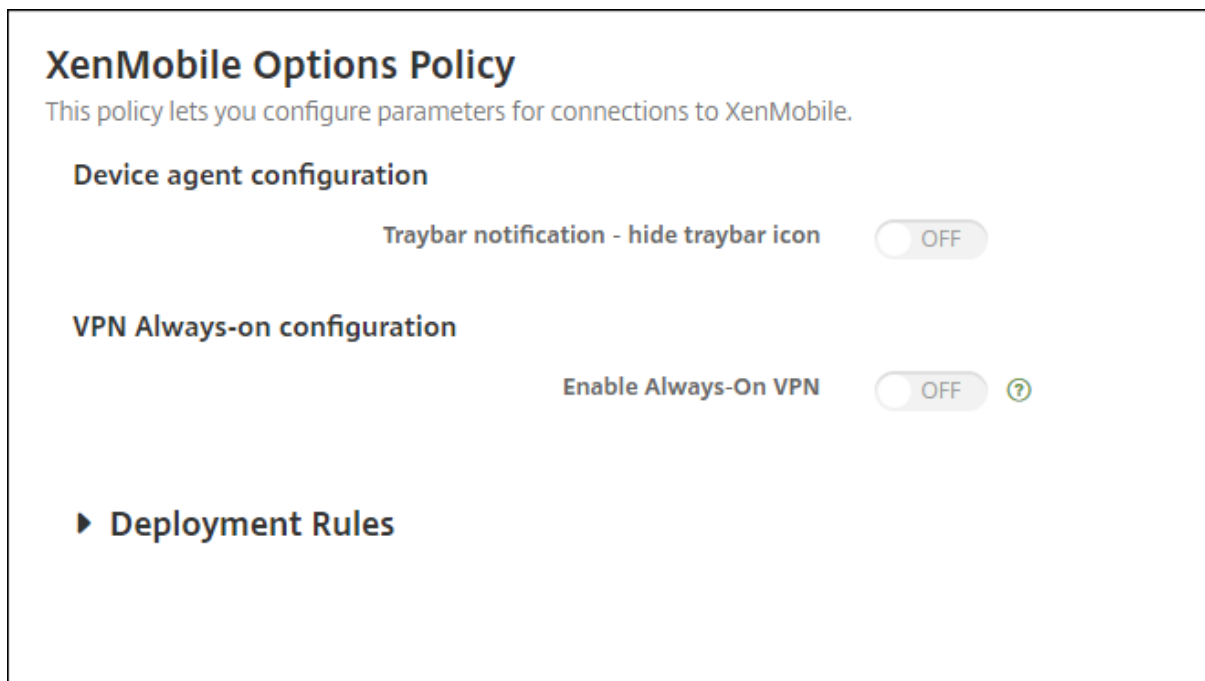 XenMobile Options Policy
This policy lets you configure parameters for connections to XenMobile.
Device agent configuration
Traybar notification - hide traybar icon OFF
VPN Always-on configuration
Enable Always-On VPN OFF ?
Deployment Rules